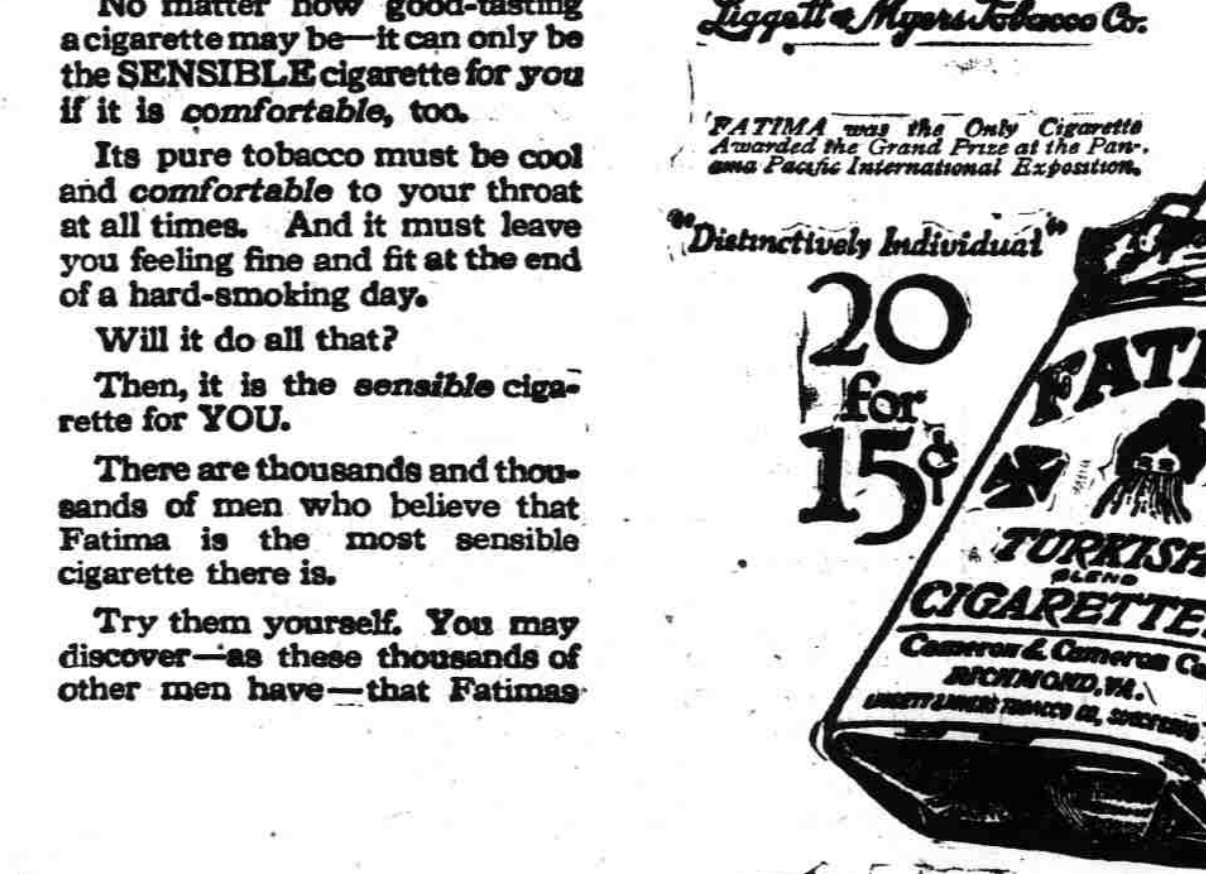 No matter how good-tasting
a cigarette may be—it can only be
the SENSIBLE cigarette for you
if it is comfortable, too.
Its pure tobacco must be cool
and comfortable to your throat
at all times. And it must leave
you feeling fine and fit at the end
of a hard-smoking day.
Will it do all that?
Then, it is the sensible ciga-
rette for YOU.
There are thousands and thou-
sands of men who believe that
Fatima is the most sensible
cigarette there is.
Try them yourself. You may
discover—as these thousands of
other men have—that Fatimas
Liggett & Myers Tobacco Co.
FATIMA was the Only Cigarette
Awarded the Grand Prize at the Pan-
ama Pacific International Exposition.
"Distinctively Individual"
20
for
15¢
FATI
TURKISH
BLEND
CIGARETTE
Cameron & Cameron Co
RICHMOND, VA.
LIGGETT & MYERS TOBACCO CO., SUCCESSOR